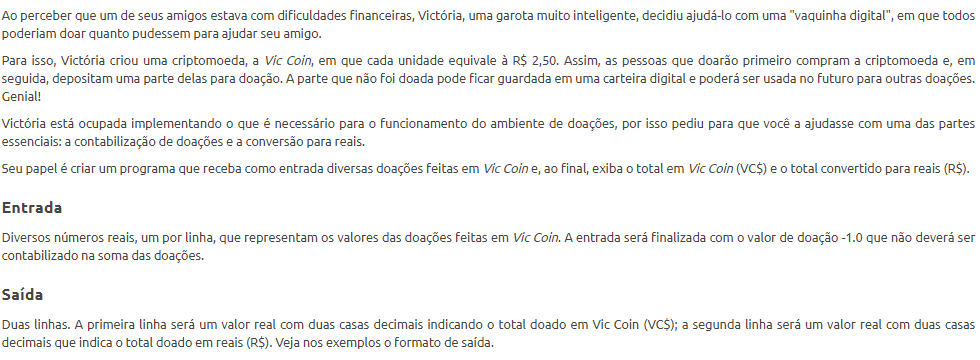 Ao perceber que um de seus amigos estava com dificuldades financeiras, Victória, uma garota muito inteligente, decidiu ajudá-lo com uma "vaquinha digital", em que todos
poderiam doar quanto pudessem para ajudar seu amigo.
Para isso, Victória criou uma criptomoeda, a Vic Coin, em que cada unidade equivale à R$ 2,50. Assim, as pessoas que doarão primeiro compram a criptomoeda e, em
seguida, depositam uma parte delas para doação. A parte que não foi doada pode ficar guardada em uma carteira digital e poderá ser usada no futuro para outras doações.
Genial!
Victória está ocupada implementando o que é necessário para o funcionamento do ambiente de doações, por isso pediu para que você a ajudasse com uma das partes
essenciais: a contabilização de doações e a conversão para reais.
Seu papel é criar um programa que receba como entrada diversas doações feitas em Vic Coin e, ao final, exiba o total em Vic Coin (VC$) e o total convertido para reais (R$).
Entrada
Diversos números reais, um por linha, que representam os valores das doações feitas em Vic Coin. A entrada será finalizada com o valor de doação -1.0 que não deverá ser
contabilizado na soma das doações.
Saída
Duas linhas. A primeira linha será um valor real com duas casas decimais indicando o total doado em Vic Coin (VC$); a segunda linha será um valor real com duas casas
decimais que indica o total doado em reais (R$). Veja nos exemplos o formato de saída.